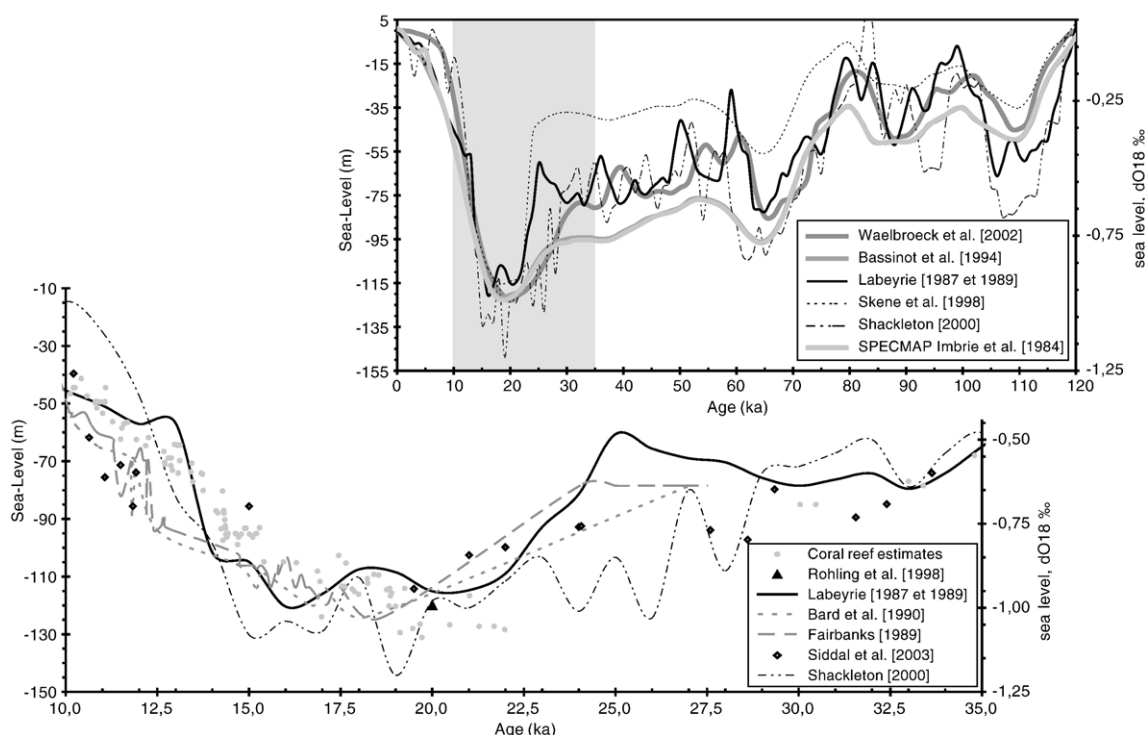 5
-15
-35
-55
-75
-95
-115
-135
-155
Sea-Level (m)
-0,25
-0,75
-1,25
sea level, dO18 ‰
Waelbroeck et al. [2002]
Bassinot et al. [1994]
Labeyrie [1987 et 1989]
Skene et al. [1998]
Shackleton [2000]
SPECMAP Imbrie et al. [1984]
0 10 20 30 40 50 60 70 80 90 100 110 120
Age (ka)
-10
-30
-50
-70
-90
-110
-130
-150
Sea-Level (m)
-0,50
-0,75
-1,00
-1,25
sea level, dO18 ‰
Coral reef estimates
Rohling et al. [1998]
Labeyrie [1987 et 1989]
Bard et al. [1990]
Fairbanks [1989]
Siddal et al. [2003]
Shackleton [2000]
10,0 12,5 15,0 17,5 20,0 22,5 25,0 27,5 30,0 32,5 35,0
Age (ka)